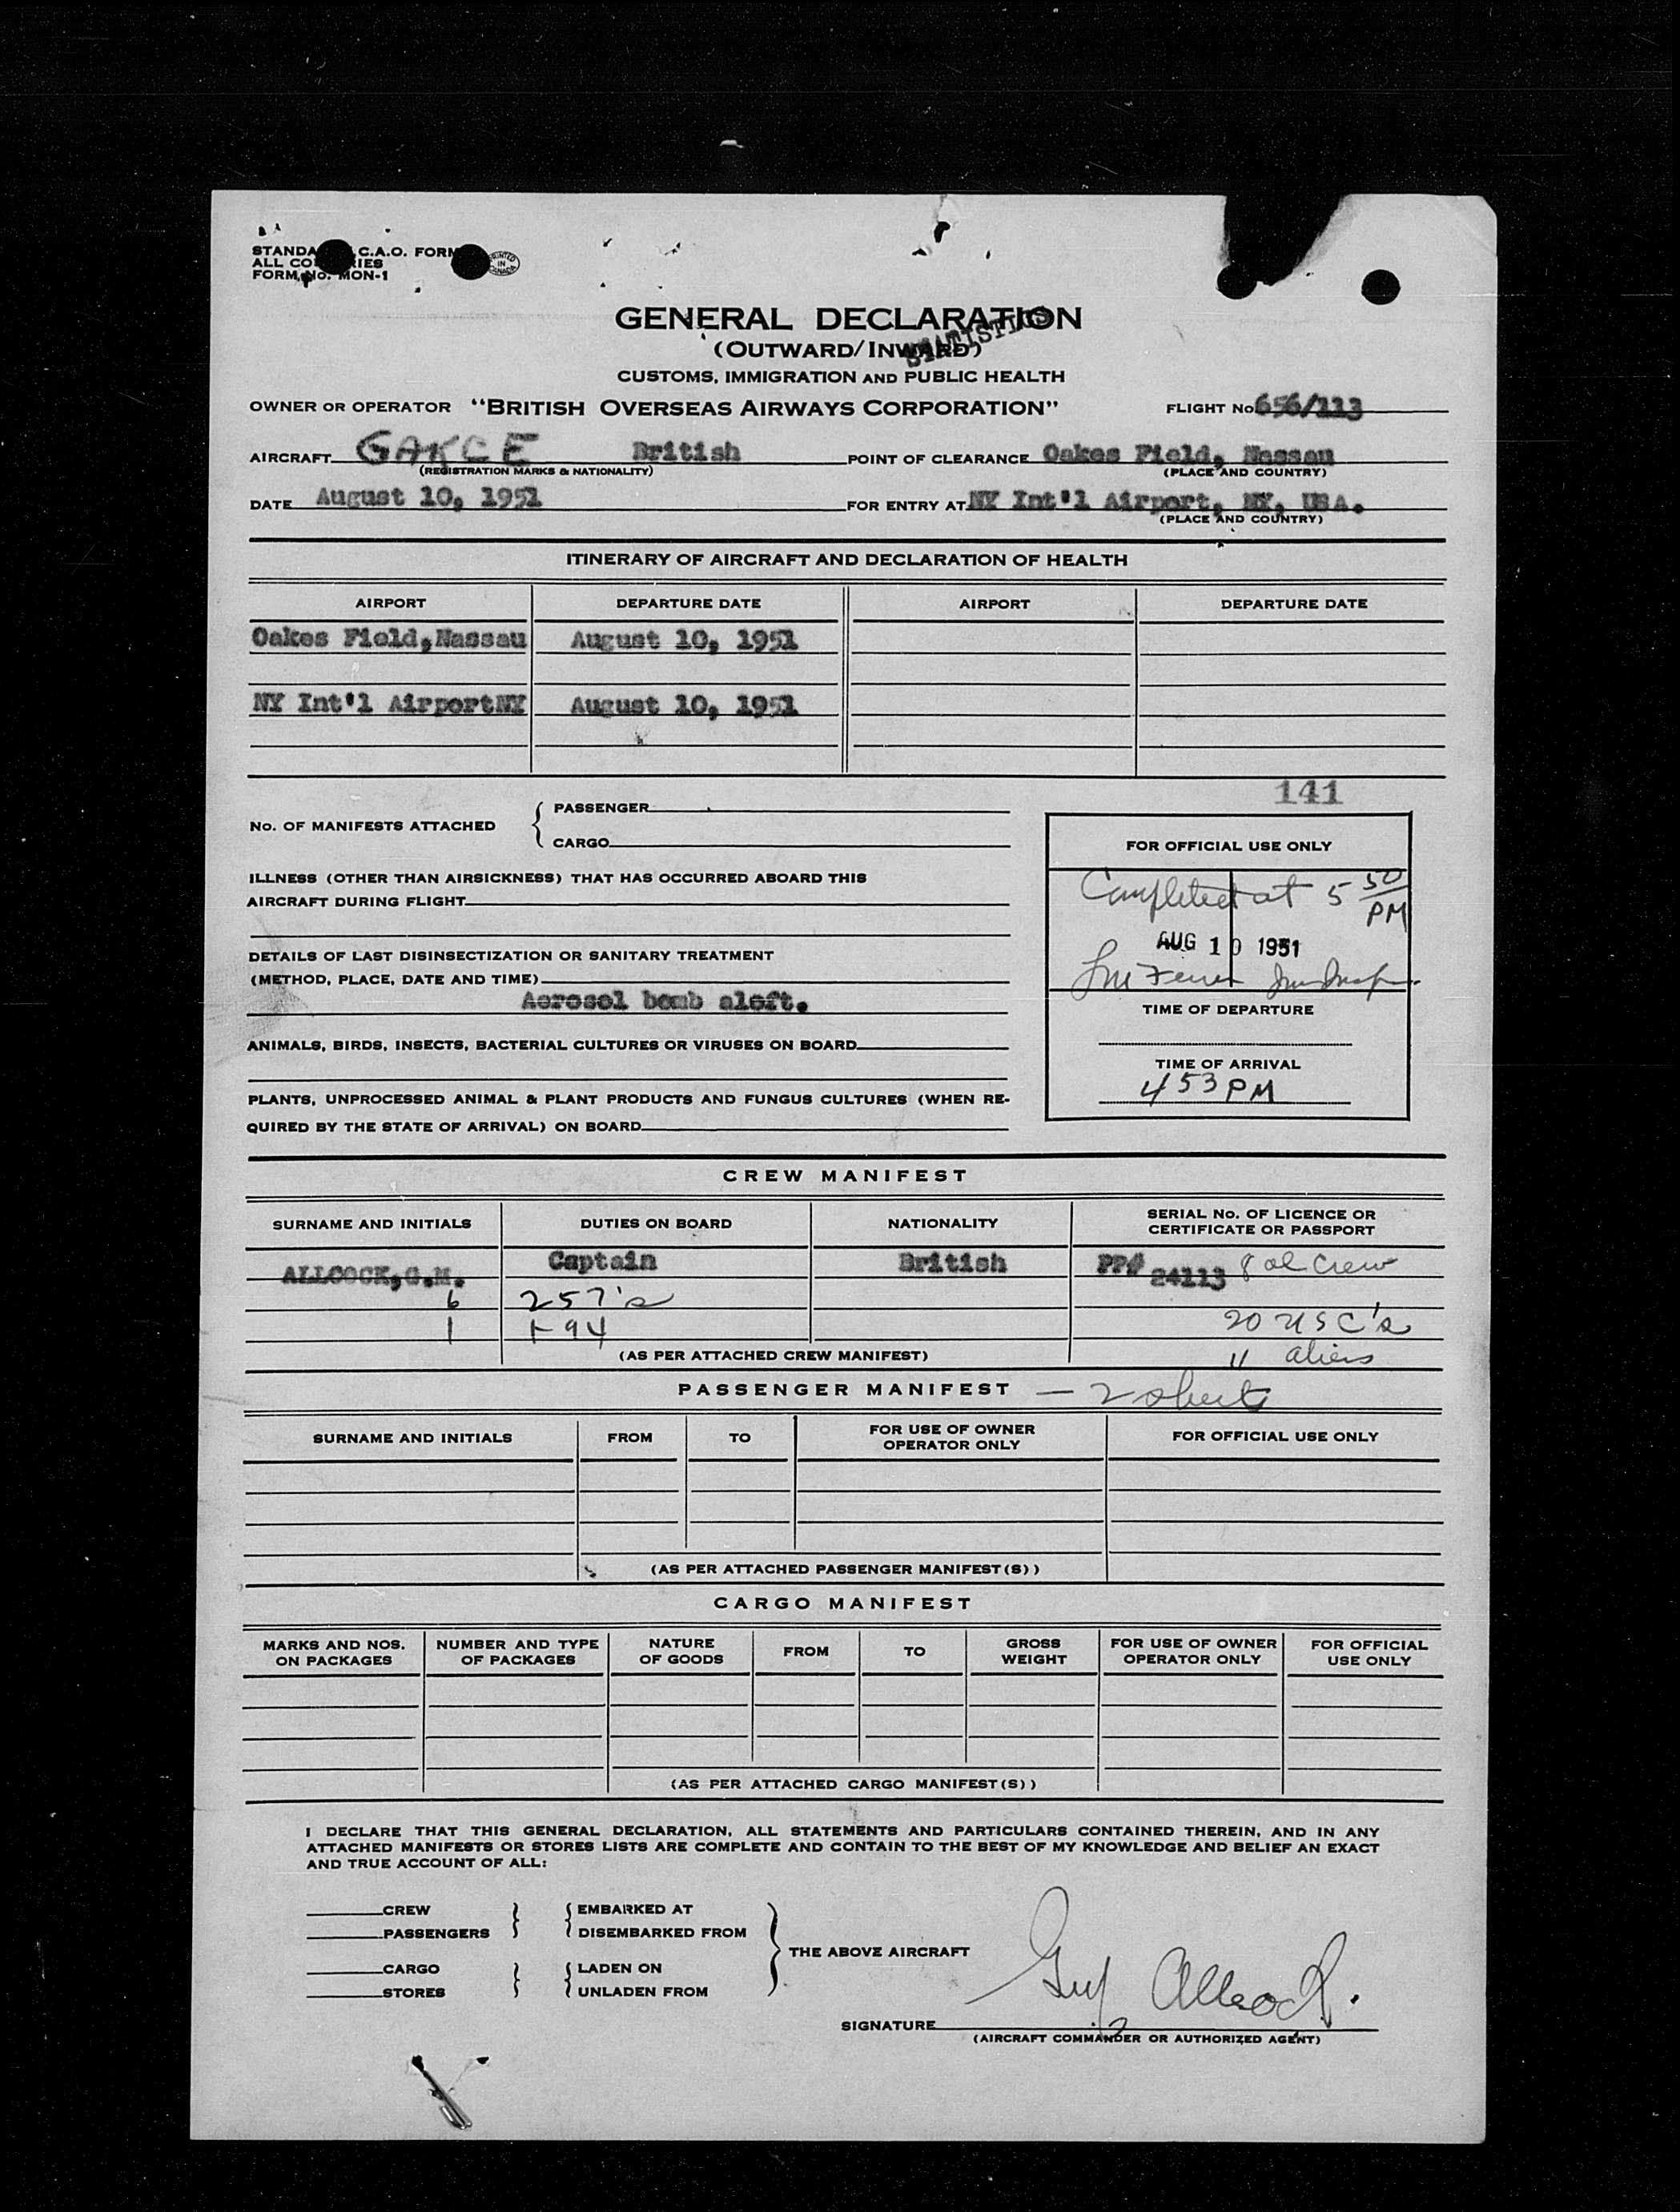 STANDA C.A.O. FORM
ALL CO RIES
FORM No. MON-1
PRINTED IN CANADA
GENERAL DECLARATION
(OUTWARD/INWARD)
STATISTICS
CUSTOMS, IMMIGRATION AND PUBLIC HEALTH
OWNER OR OPERATOR "BRITISH OVERSEAS AIRWAYS CORPORATION" FLIGHT No. 656/113
AIRCRAFT GAKCE British POINT OF CLEARANCE Oakes Field, Nassau
(REGISTRATION MARKS & NATIONALITY) (PLACE AND COUNTRY)
DATE August 10, 1951 FOR ENTRY AT NY Int'l Airport, NY, USA.
(PLACE AND COUNTRY)
ITINERARY OF AIRCRAFT AND DECLARATION OF HEALTH
AIRPORT DEPARTURE DATE AIRPORT DEPARTURE DATE
Oakes Field,Nassau August 10, 1951
NY Int'l AirportNY August 10, 1951
141
No. OF MANIFESTS ATTACHED { PASSENGER
CARGO
ILLNESS (OTHER THAN AIRSICKNESS) THAT HAS OCCURRED ABOARD THIS
AIRCRAFT DURING FLIGHT
DETAILS OF LAST DISINSECTIZATION OR SANITARY TREATMENT
(METHOD, PLACE, DATE AND TIME)
Aerosol bomb aloft.
ANIMALS, BIRDS, INSECTS, BACTERIAL CULTURES OR VIRUSES ON BOARD
PLANTS, UNPROCESSED ANIMAL & PLANT PRODUCTS AND FUNGUS CULTURES (WHEN RE-
QUIRED BY THE STATE OF ARRIVAL) ON BOARD
FOR OFFICIAL USE ONLY
Completed at 5 50 PM
AUG 10 1951
TIME OF DEPARTURE
TIME OF ARRIVAL
4 53 PM
CREW MANIFEST
SURNAME AND INITIALS DUTIES ON BOARD NATIONALITY SERIAL No. OF LICENCE OR
CERTIFICATE OR PASSPORT
ALLCOCK,G.M. Captain British PP# 24113 8 al Crew
6 257's
1 I-94 20 USC's
(AS PER ATTACHED CREW MANIFEST) 11 aliens
PASSENGER MANIFEST — 2 sheets
SURNAME AND INITIALS FROM TO FOR USE OF OWNER
OPERATOR ONLY FOR OFFICIAL USE ONLY
(AS PER ATTACHED PASSENGER MANIFEST(S))
CARGO MANIFEST
MARKS AND NOS.
ON PACKAGES NUMBER AND TYPE
OF PACKAGES NATURE
OF GOODS FROM TO GROSS
WEIGHT FOR USE OF OWNER
OPERATOR ONLY FOR OFFICIAL
USE ONLY
(AS PER ATTACHED CARGO MANIFEST(S))
I DECLARE THAT THIS GENERAL DECLARATION, ALL STATEMENTS AND PARTICULARS CONTAINED THEREIN, AND IN ANY
ATTACHED MANIFESTS OR STORES LISTS ARE COMPLETE AND CONTAIN TO THE BEST OF MY KNOWLEDGE AND BELIEF AN EXACT
AND TRUE ACCOUNT OF ALL:
CREW } { EMBARKED AT
PASSENGERS DISEMBARKED FROM
THE ABOVE AIRCRAFT
CARGO } { LADEN ON
STORES UNLADEN FROM
Guy Allcock.
SIGNATURE
(AIRCRAFT COMMANDER OR AUTHORIZED AGENT)